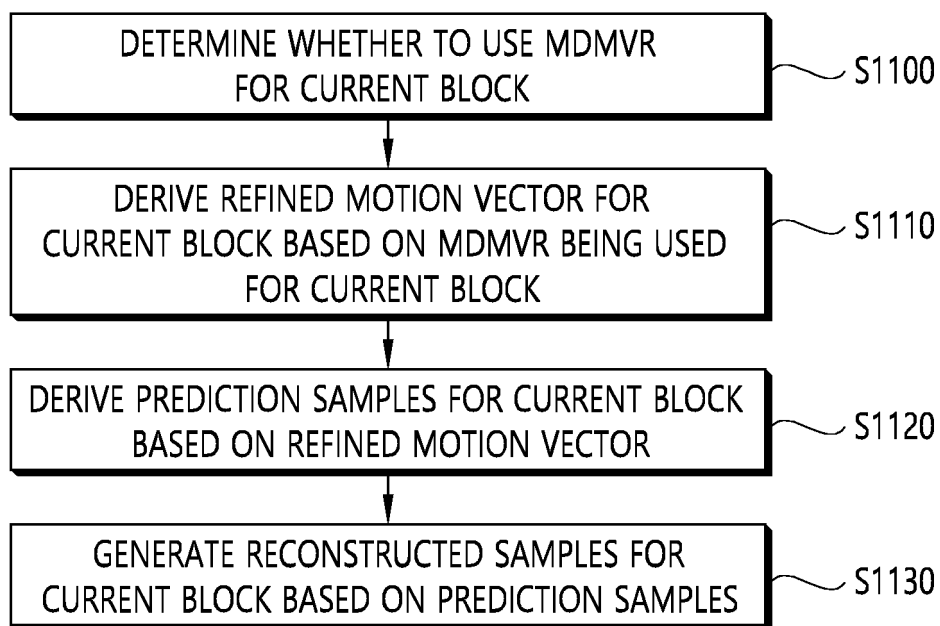 DETERMINE WHETHER TO USE MDMVR
FOR CURRENT BLOCK
S1100
DERIVE REFINED MOTION VECTOR FOR
CURRENT BLOCK BASED ON MDMVR BEING USED
FOR CURRENT BLOCK
S1110
DERIVE PREDICTION SAMPLES FOR CURRENT BLOCK
BASED ON REFINED MOTION VECTOR
S1120
GENERATE RECONSTRUCTED SAMPLES FOR
CURRENT BLOCK BASED ON PREDICTION SAMPLES
S1130